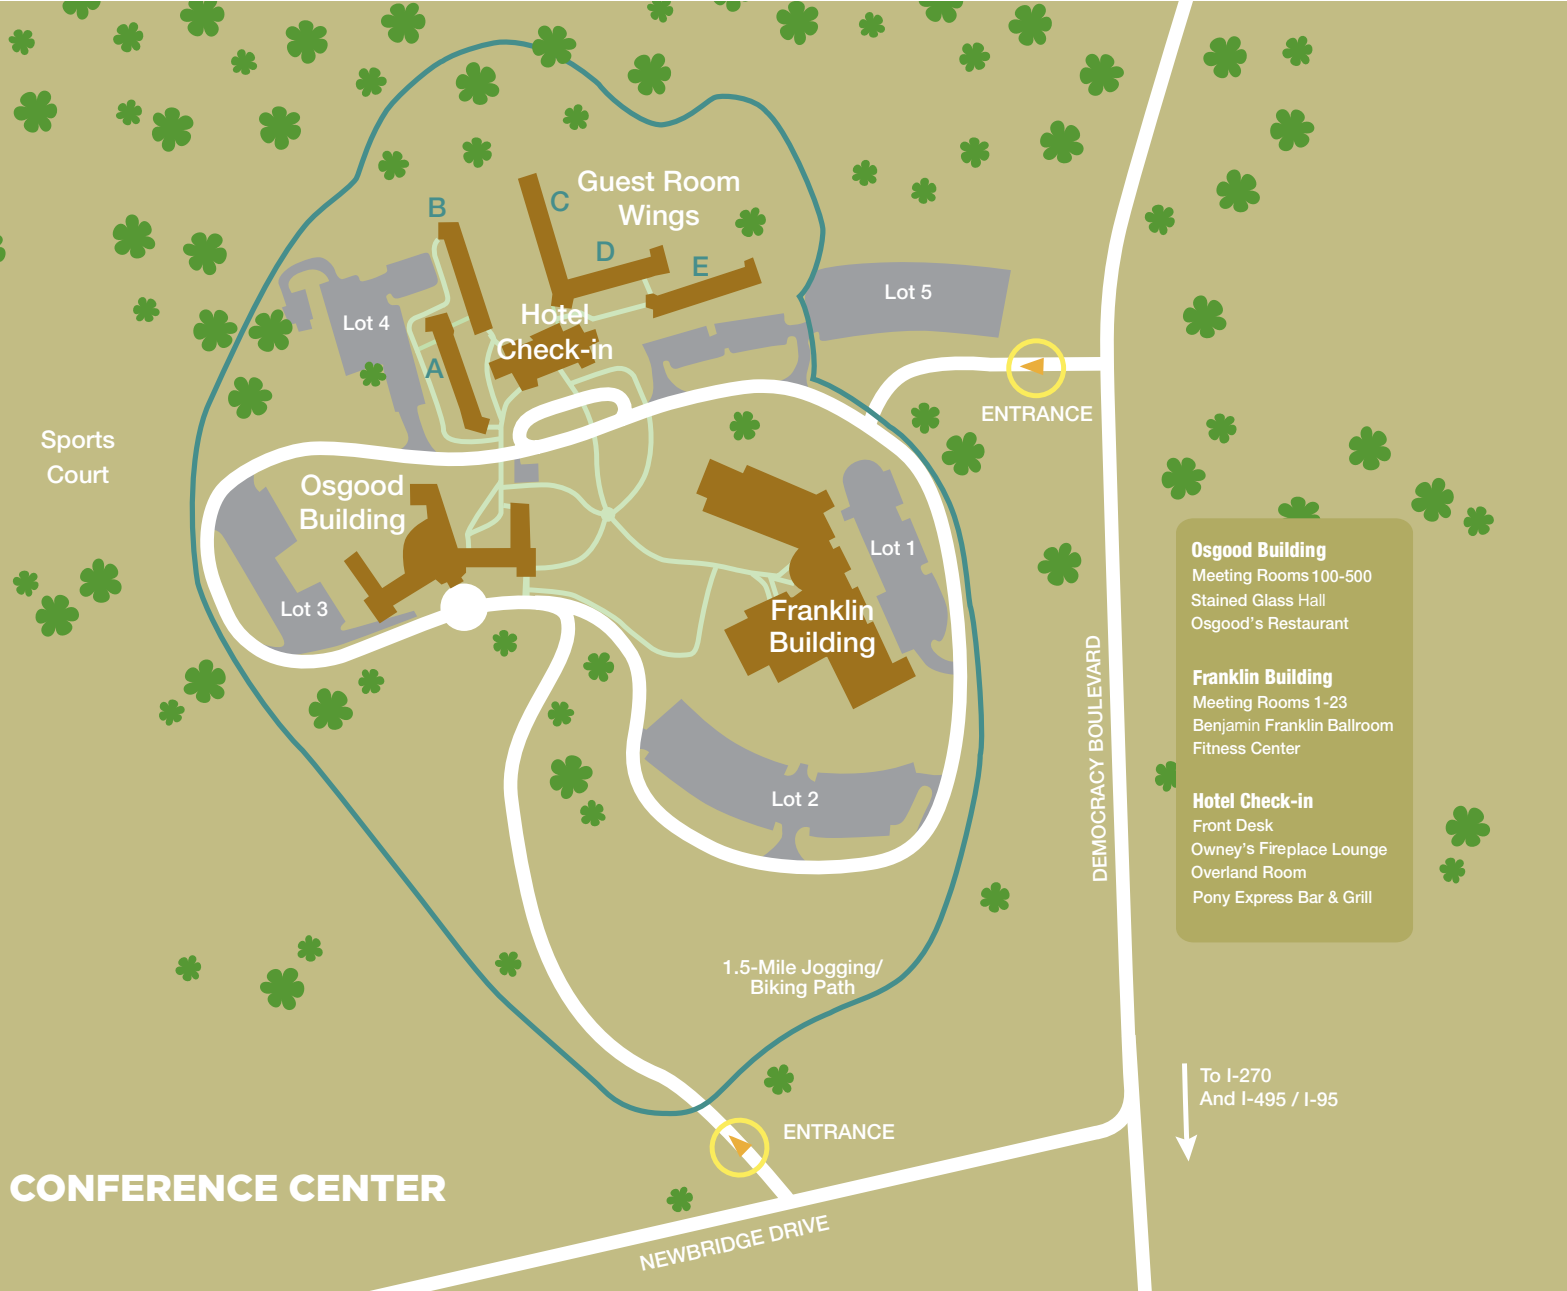 B
C
Guest Room
Wings
D
E
Hotel
Check-in
Lot 4
A
Lot 5
ENTRANCE
Sports
Court
Osgood
Building
Lot 3
Lot 1
Franklin
Building
Lot 2
DEMOCRACY BOULEVARD
Osgood Building
Meeting Rooms 100-500
Stained Glass Hall
Osgood's Restaurant
Franklin Building
Meeting Rooms 1-23
Benjamin Franklin Ballroom
Fitness Center
Hotel Check-in
Front Desk
Owney's Fireplace Lounge
Overland Room
Pony Express Bar & Grill
1.5-Mile Jogging/
Biking Path
To I-270
And I-495 / I-95
ENTRANCE
CONFERENCE CENTER
NEWBRIDGE DRIVE